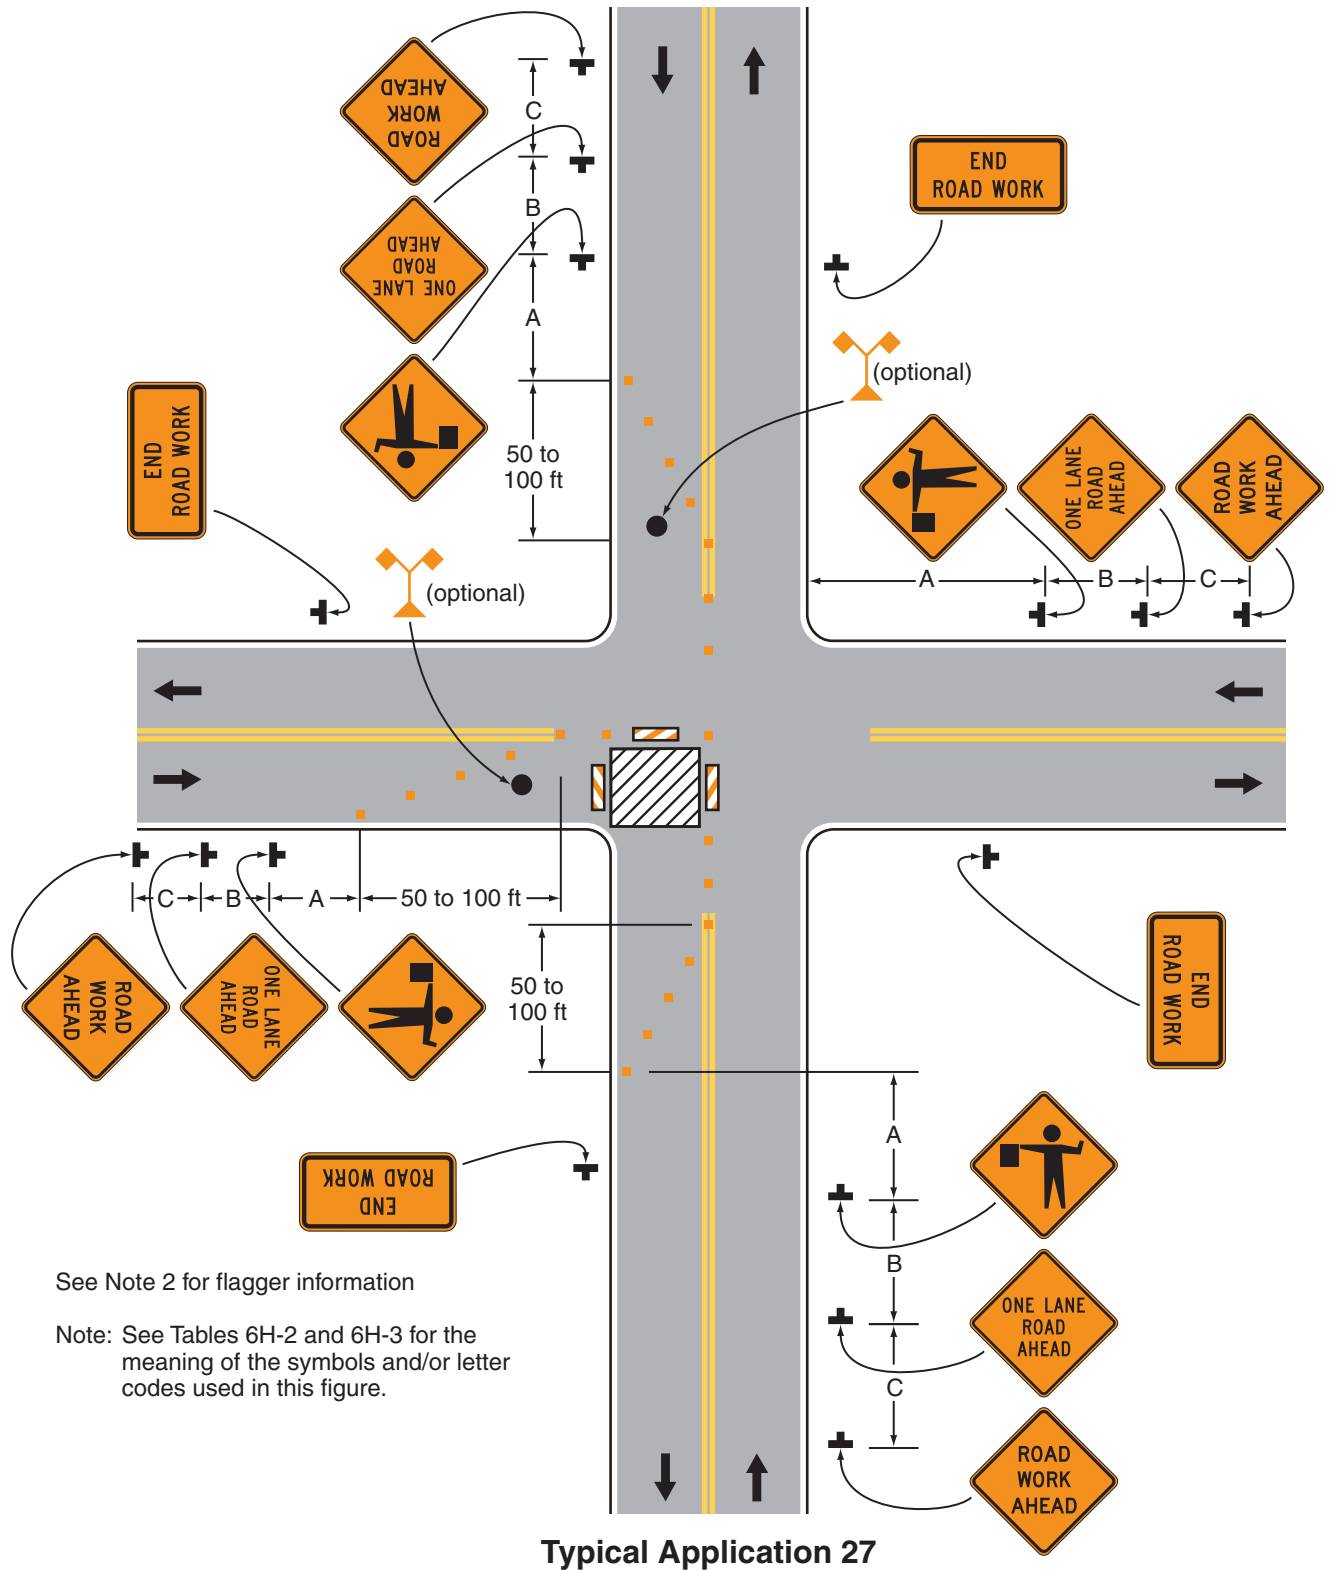 ROAD
WORK
AHEAD
C
END
ROAD WORK
ONE LANE
ROAD
AHEAD
B
A
(optional)
END
ROAD WORK
50 to
100 ft
ONE LANE
ROAD
AHEAD
ROAD
WORK
AHEAD
A
B
C
(optional)
C
B
A
50 to 100 ft
ROAD
WORK
AHEAD
ONE LANE
ROAD
AHEAD
50 to
100 ft
END
ROAD WORK
A
END
ROAD WORK
B
See Note 2 for flagger information
ONE LANE
ROAD
AHEAD
Note: See Tables 6H-2 and 6H-3 for the
meaning of the symbols and/or letter
codes used in this figure.
C
ROAD
WORK
AHEAD
Typical Application 27